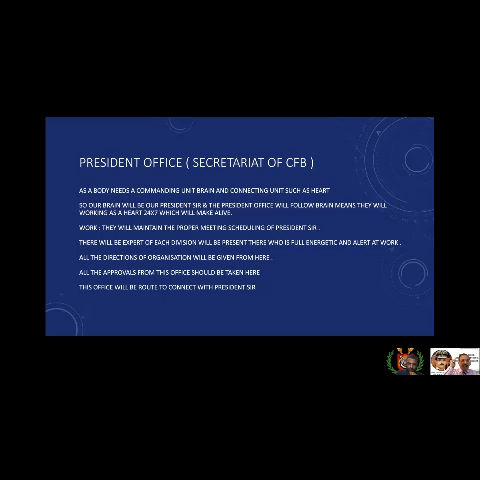 PRESIDENT OFFICE ( SECRETARIAT OF CFB )
AS A BODY NEEDS A COMMANDING UNIT BRAIN AND CONNECTING UNIT SUCH AS HEART
SO OUR BRAIN WILL BE OUR PRESIDENT SIR & THE PRESIDENT OFFICE WILL FOLLOW BRAIN MEANS THEY WILL
WORKING AS A HEART 24X7 WHICH WILL MAKE ALIVE.
WORK : THEY WILL MAINTAIN THE PROPER MEETING SCHEDULING OF PRESIDENT SIR .
THERE WILL BE EXPERT OF EACH DIVISION WILL BE PRESENT THERE WHO IS FULL ENERGETIC AND ALERT AT WORK .
ALL THE DIRECTIONS OF ORGANISATION WILL BE GIVEN FROM HERE .
ALL THE APPROVALS FROM THIS OFFICE SHOULD BE TAKEN HERE
THIS OFFICE WILL BE ROUTE TO CONNECT WITH PRESIDENT SIR